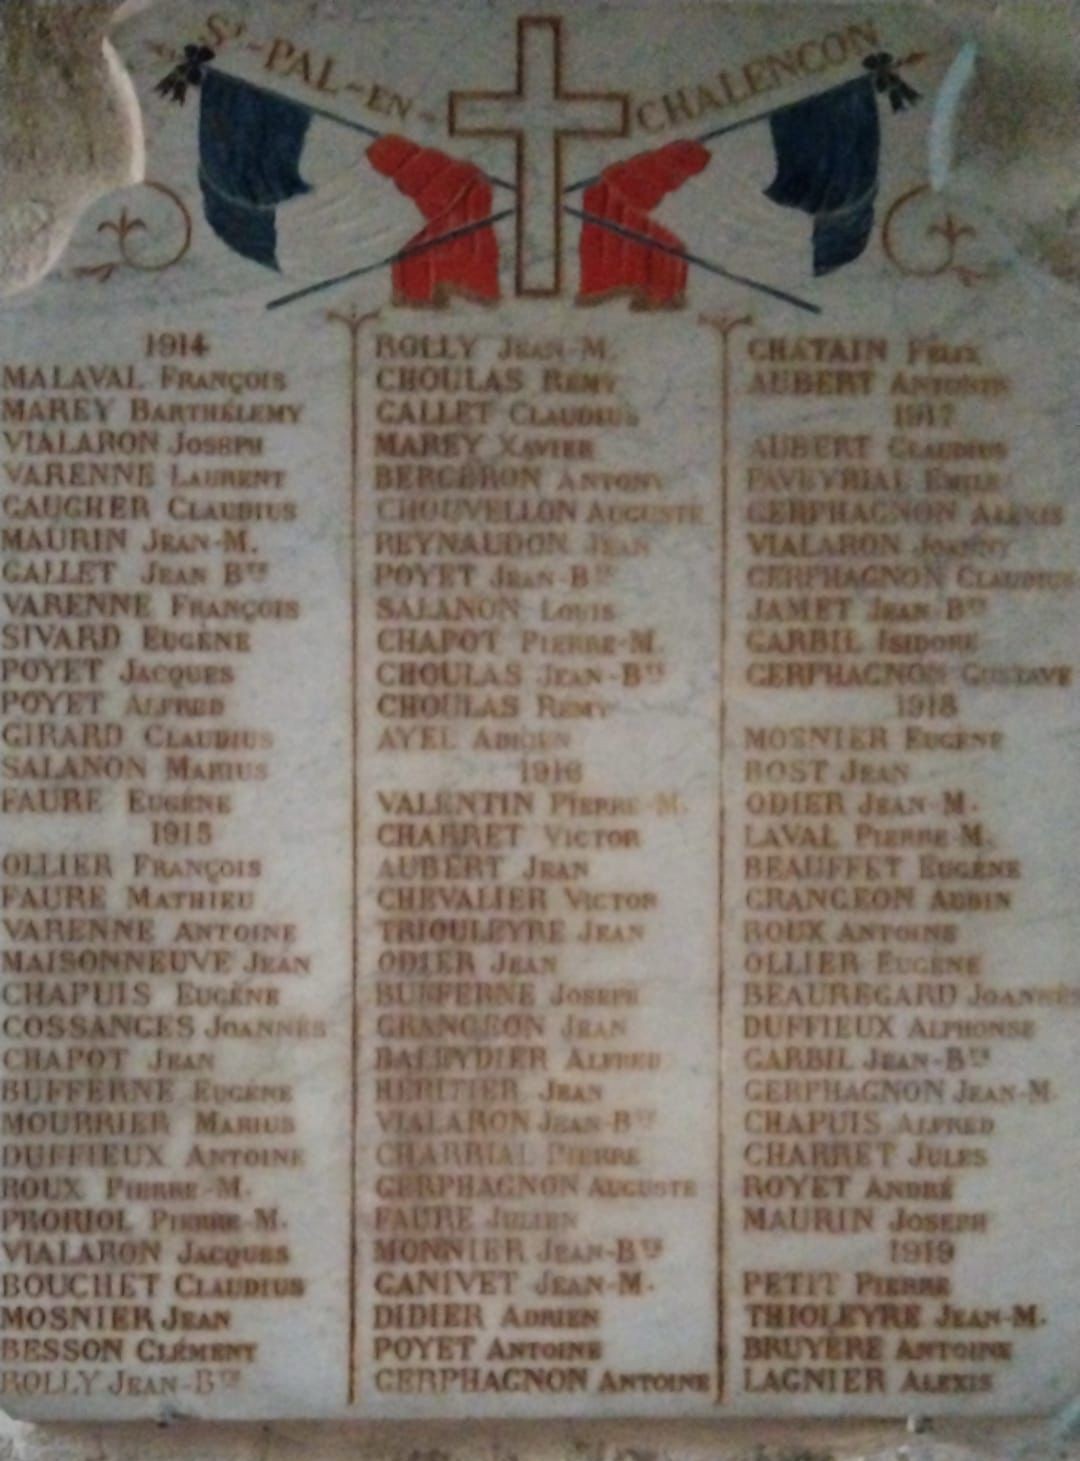 St-PAL-EN-CHALENCON
1914
MALAVAL FRANÇOIS
MAREY BARTHÉLEMY
VIALARON JOSEPH
VARENNE LAURENT
GAUCHER CLAUDIUS
MAURIN JEAN-M.
GALLET JEAN Bte
VARENNE FRANÇOIS
SIVARD EUGÈNE
POYET JACQUES
POYET ALFRED
GIRARD CLAUDIUS
SALANON MARIUS
FAURE EUGÈNE
1915
OLLIER FRANÇOIS
FAURE MATHIEU
VARENNE ANTOINE
MAISONNEUVE JEAN
CHAPUIS EUGÈNE
COSSANGES JOANNÈS
CHAPOT JEAN
BUFFERNE EUGÈNE
MOURRIER MARIUS
DUFFIEUX ANTOINE
ROUX PIERRE-M.
PRORIOL PIERRE-M.
VIALARON JACQUES
BOUCHET CLAUDIUS
MOSNIER JEAN
BESSON CLÉMENT
ROLLY JEAN-Bte
ROLLY JEAN-M.
CHOULAS REMY
GALLET CLAUDIUS
MAREY XAVIER
BERGERON ANTONY
CHOUVELLON AUGUSTE
REYNAUDON JEAN
POYET JEAN-Bte
SALANON LOUIS
CHAPOT PIERRE-M.
CHOULAS JEAN-Bte
CHOULAS REMY
AYEL
1916
VALENTIN PIERRE-M.
CHARRET VICTOR
AUBERT JEAN
CHEVALIER VICTOR
TRIOULEYRE JEAN
ODIER JEAN
BUFFERNE JOSEPH
GRANGEON JEAN
BALEYDIER ALFRED
HÉRITIER JEAN
VIALARON JEAN-Bte
CHARRIAL PIERRE
GERPHAGNON AUGUSTE
FAURE JULIEN
MONNIER JEAN-Bte
GANIVET JEAN-M.
DIDIER ADRIEN
POYET ANTOINE
GERPHAGNON ANTOINE
CHATAIN FÉLIX
AUBERT ANTONIN
1917
AUBERT CLAUDIUS
FAVEYRIAL EMILE
GERPHAGNON ALEXIS
VIALARON JOANNY
GERPHAGNON CLAUDIUS
JAMET JEAN-Bte
GARBIL ISIDORE
GERPHAGNON GUSTAVE
1918
MOSNIER EUGÈNE
ROST JEAN
ODIER JEAN-M.
LAVAL PIERRE-M.
BEAUFFET EUGÈNE
GRANGEON AUBIN
ROUX ANTOINE
OLLIER EUGÈNE
BEAUREGARD JOANNÈS
DUFFIEUX ALPHONSE
GARBIL JEAN-Bte
GERPHAGNON JEAN-M.
CHAPUIS ALFRED
CHARRET JULES
ROYET ANDRÉ
MAURIN JOSEPH
1919
PETIT PIERRE
THIOLEYRE JEAN-M.
BRUYÈRE ANTOINE
LAGNIER ALEXIS